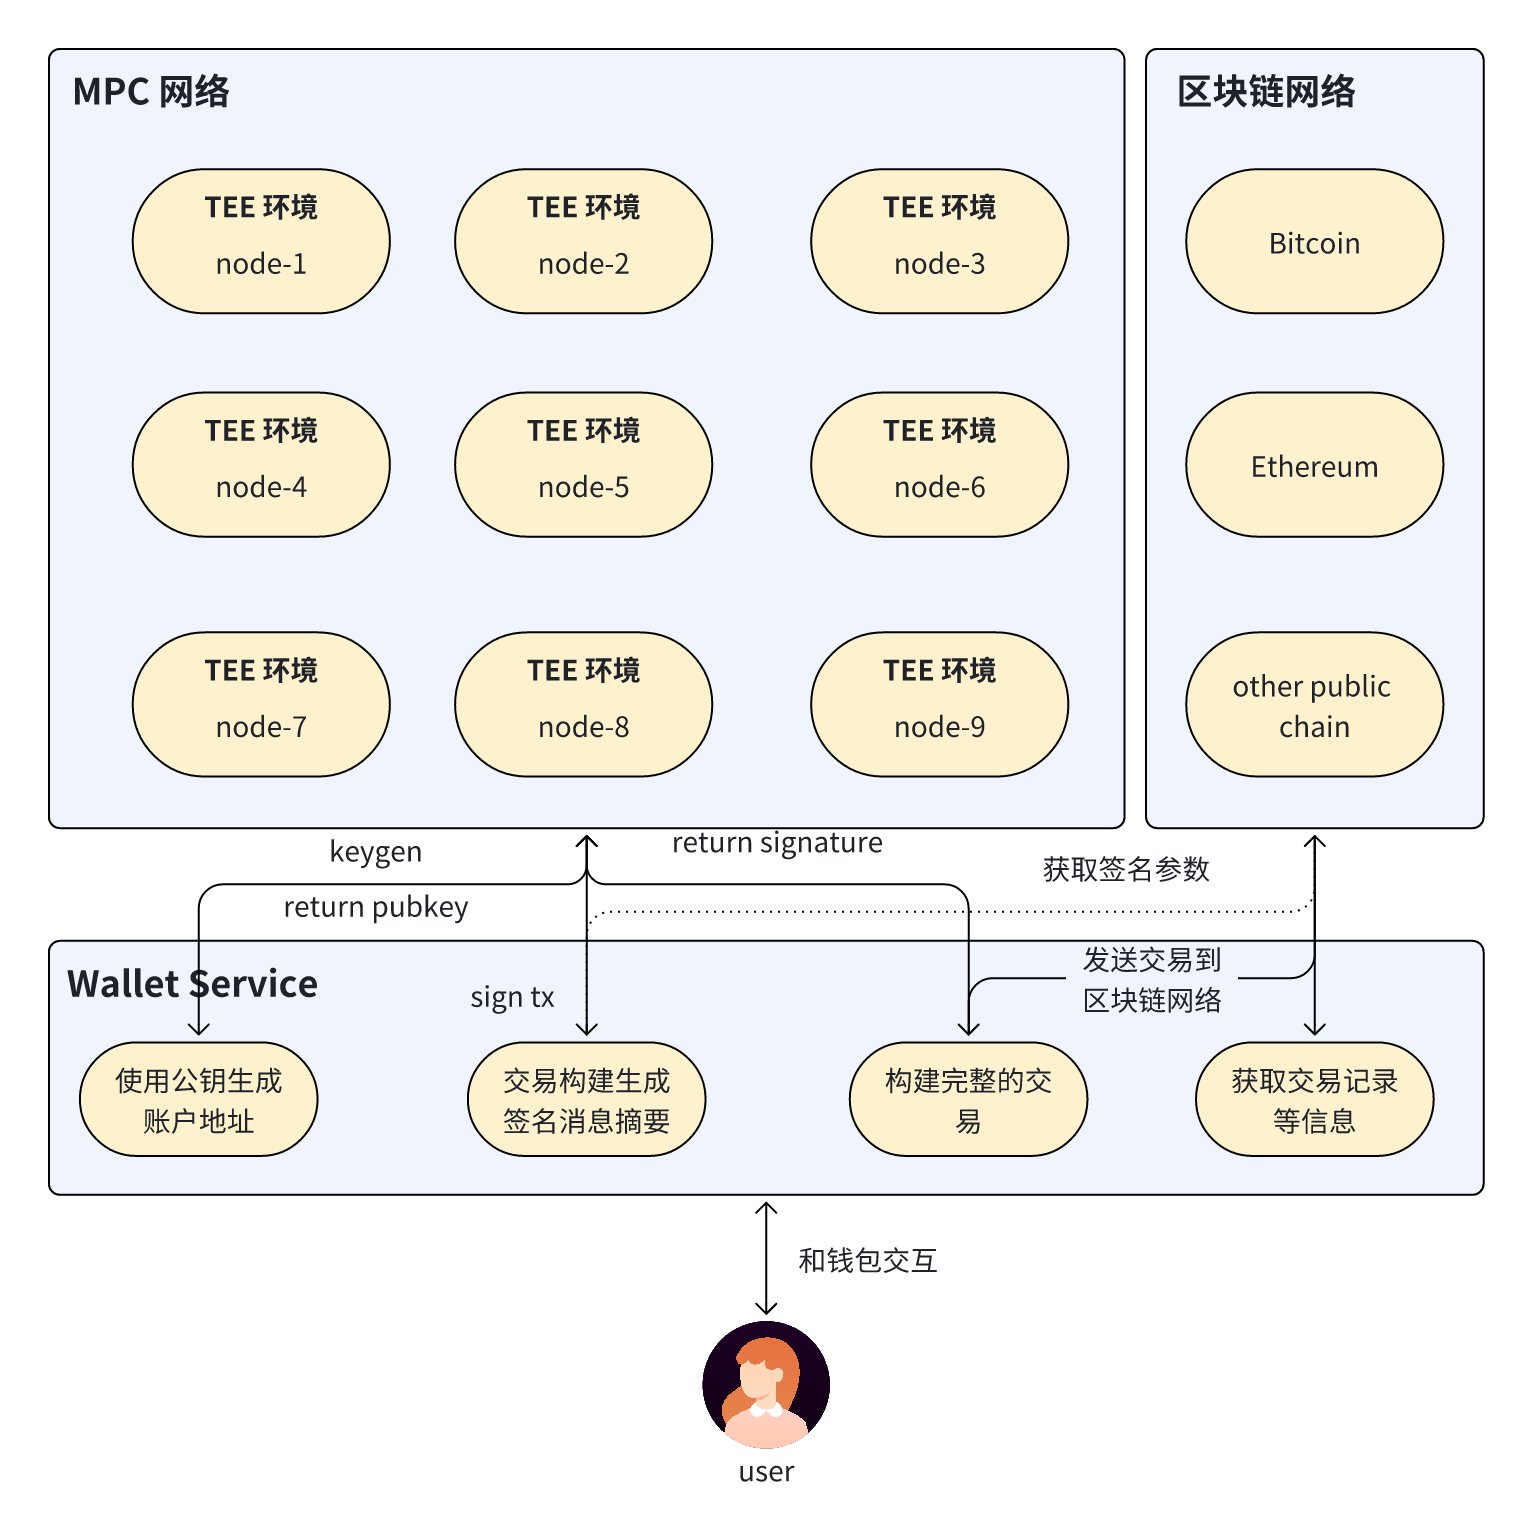 MPC 网络
区块链网络
TEE 环境
node-1
TEE 环境
node-2
TEE 环境
node-3
Bitcoin
TEE 环境
node-4
TEE 环境
node-5
TEE 环境
node-6
Ethereum
TEE 环境
node-7
TEE 环境
node-8
TEE 环境
node-9
other public
chain
keygen
return signature
获取签名参数
return pubkey
Wallet Service
sign tx
发送交易到
区块链网络
使用公钥生成
账户地址
交易构建生成
签名消息摘要
构建完整的交
易
获取交易记录
等信息
和钱包交互
user